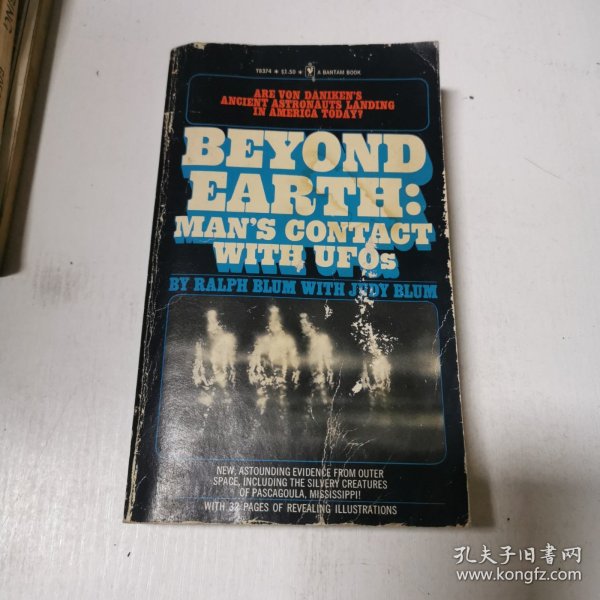 T8374 ★ $1.50 ★ A BANTAM BOOK
ARE VON DANIKEN'S
ANCIENT ASTRONAUTS LANDING
IN AMERICA TODAY?
BEYOND
EARTH:
MAN'S CONTACT
WITH UFOs
BY RALPH BLUM WITH JUDY BLUM
NEW, ASTOUNDING EVIDENCE FROM OUTER
SPACE, INCLUDING THE SILVERY CREATURES
OF PASCAGOULA, MISSISSIPPI!
WITH 32 PAGES OF REVEALING ILLUSTRATIONS
孔夫子旧书网
www.kongfz.com